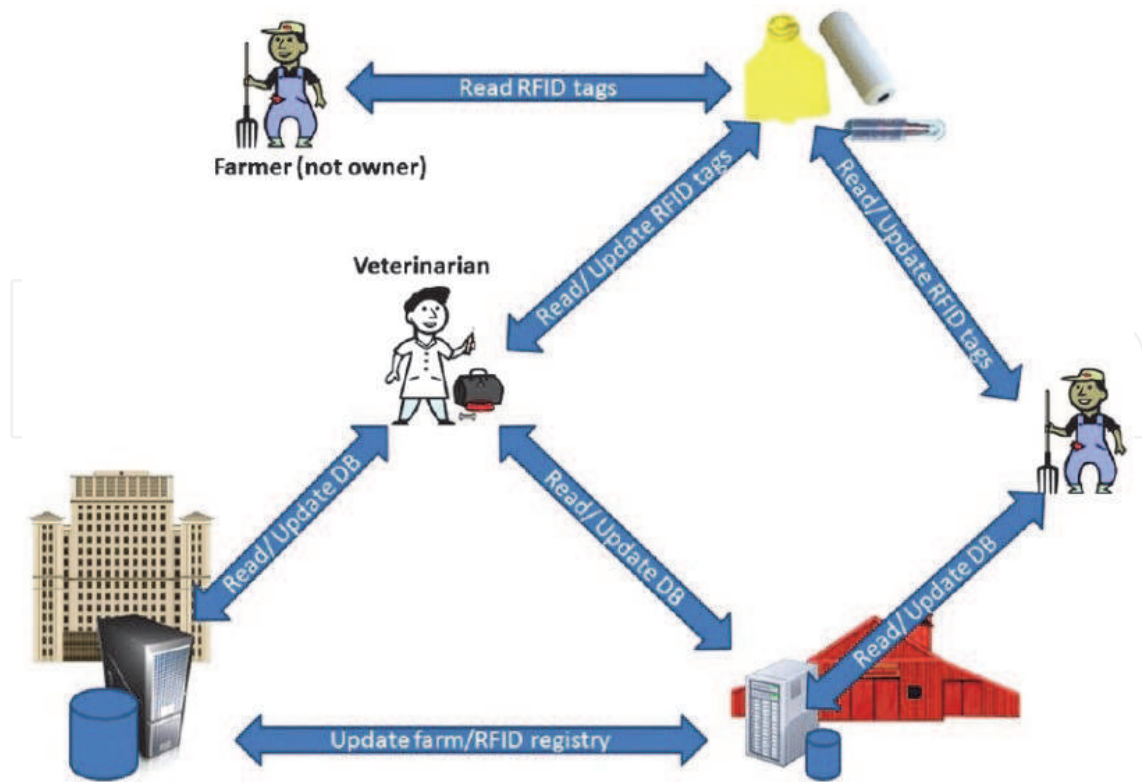 Read RFID tags
Farmer (not owner)
Read/ Update RFID tags
Read/ Update RFID tags
Veterinarian
Read/ Update DB
Read/ Update DB
Read/ Update DB
Update farm/RFID registry